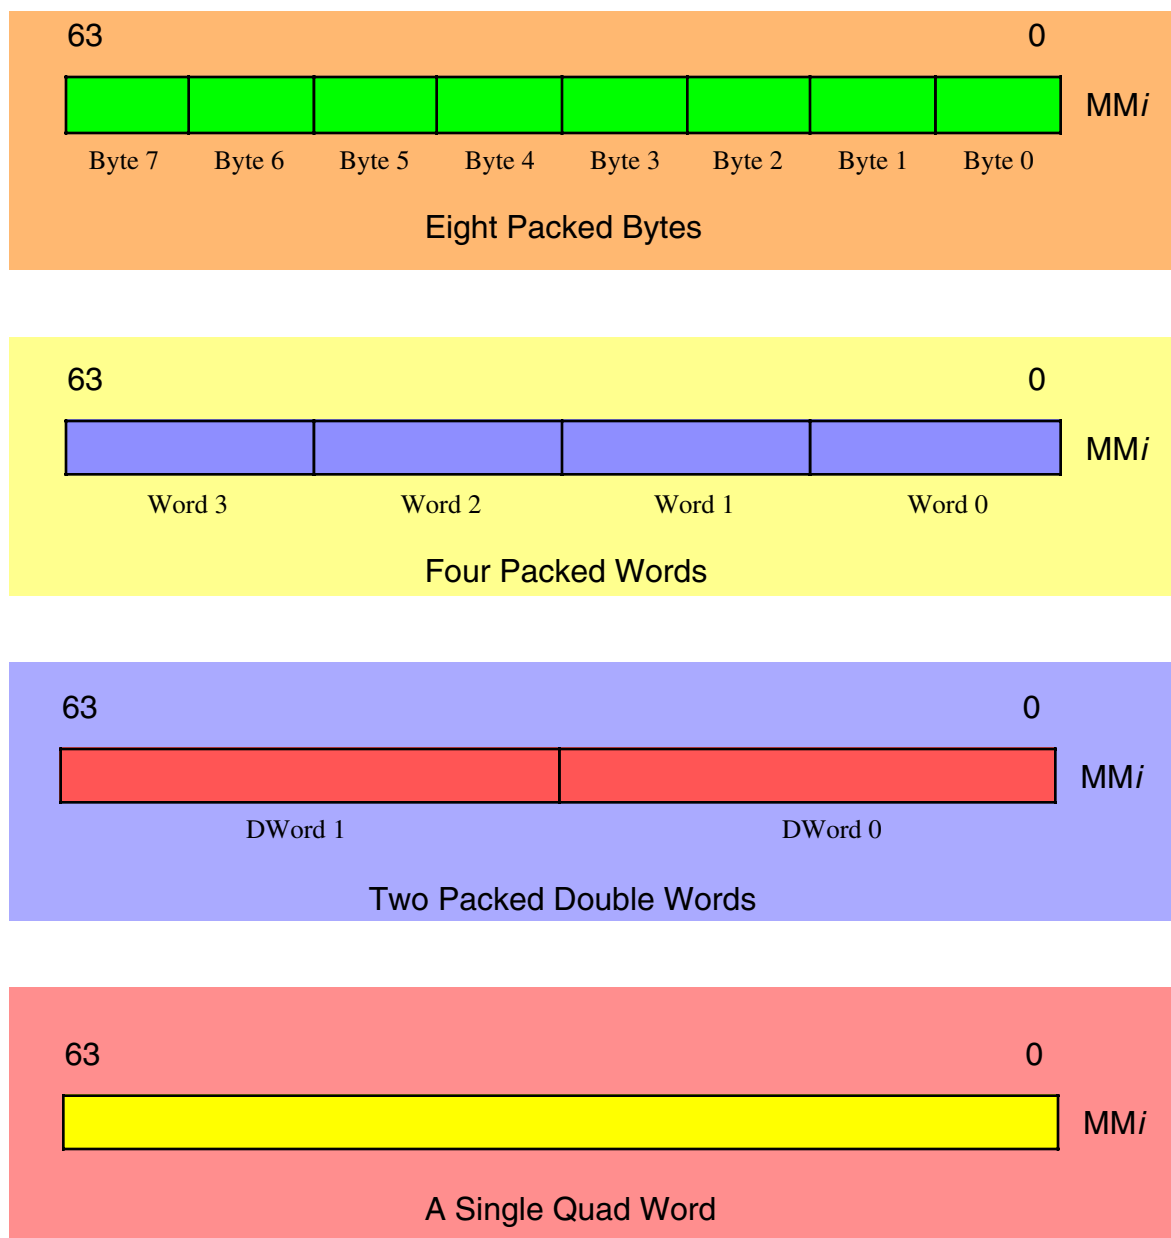 63 0
MMi
Byte 7 Byte 6 Byte 5 Byte 4 Byte 3 Byte 2 Byte 1 Byte 0
Eight Packed Bytes
63 0
MMi
Word 3 Word 2 Word 1 Word 0
Four Packed Words
63 0
MMi
DWord 1 DWord 0
Two Packed Double Words
63 0
MMi
A Single Quad Word